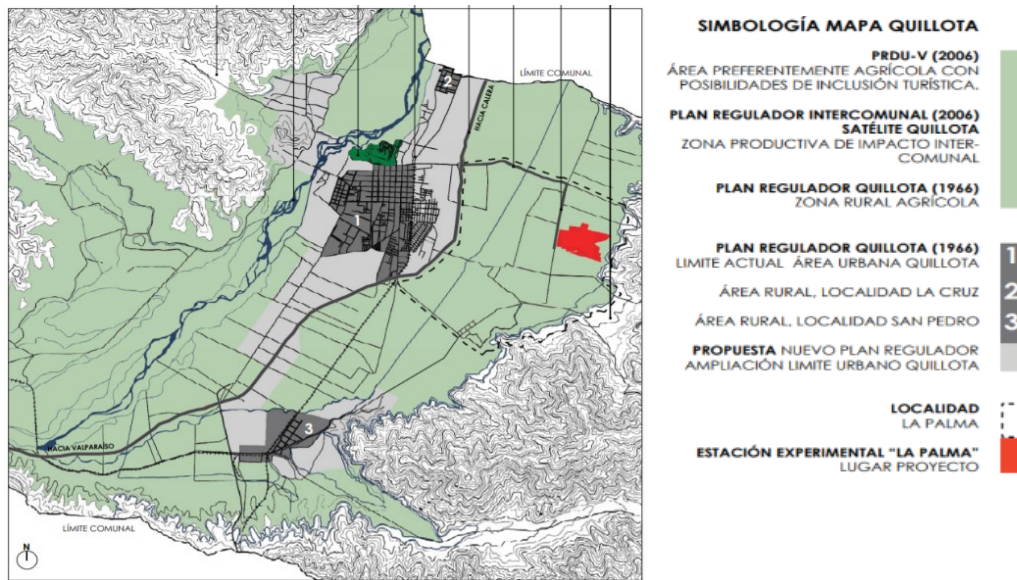 LÍMITE COMUNAL
2
HACIA CALERA
1
3
HACIA VALPARAÍSO
LÍMITE COMUNAL
N
SIMBOLOGÍA MAPA QUILLOTA
PRDU-V (2006)
ÁREA PREFERENTEMENTE AGRÍCOLA CON
POSIBILIDADES DE INCLUSIÓN TURÍSTICA.
PLAN REGULADOR INTERCOMUNAL (2006)
SATÉLITE QUILLOTA
ZONA PRODUCTIVA DE IMPACTO INTER-
COMUNAL
PLAN REGULADOR QUILLOTA (1966)
ZONA RURAL AGRÍCOLA
PLAN REGULADOR QUILLOTA (1966)
LIMITE ACTUAL ÁREA URBANA QUILLOTA 1
ÁREA RURAL, LOCALIDAD LA CRUZ 2
ÁREA RURAL, LOCALIDAD SAN PEDRO 3
PROPUESTA NUEVO PLAN REGULADOR
AMPLIACIÓN LIMITE URBANO QUILLOTA
LOCALIDAD
LA PALMA
ESTACIÓN EXPERIMENTAL "LA PALMA"
LUGAR PROYECTO